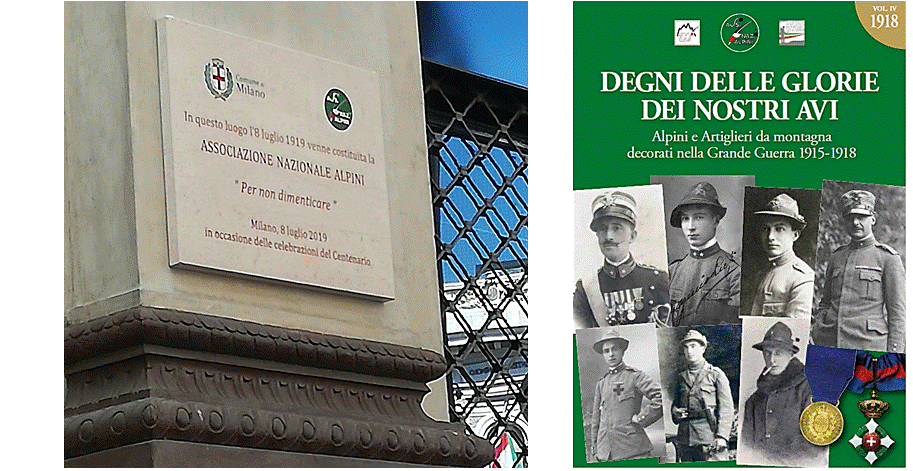 Comune di
Milano
In questo luogo l'8 luglio 1919 venne costituita la
ASSOCIAZIONE NAZIONALE ALPINI
"Per non dimenticare"
Milano, 8 luglio 2019
in occasione delle celebrazioni del Centenario
VOL. IV
1918
DEGNI DELLE GLORIE
DEI NOSTRI AVI
Alpini e Artiglieri da montagna
decorati nella Grande Guerra 1915-1918